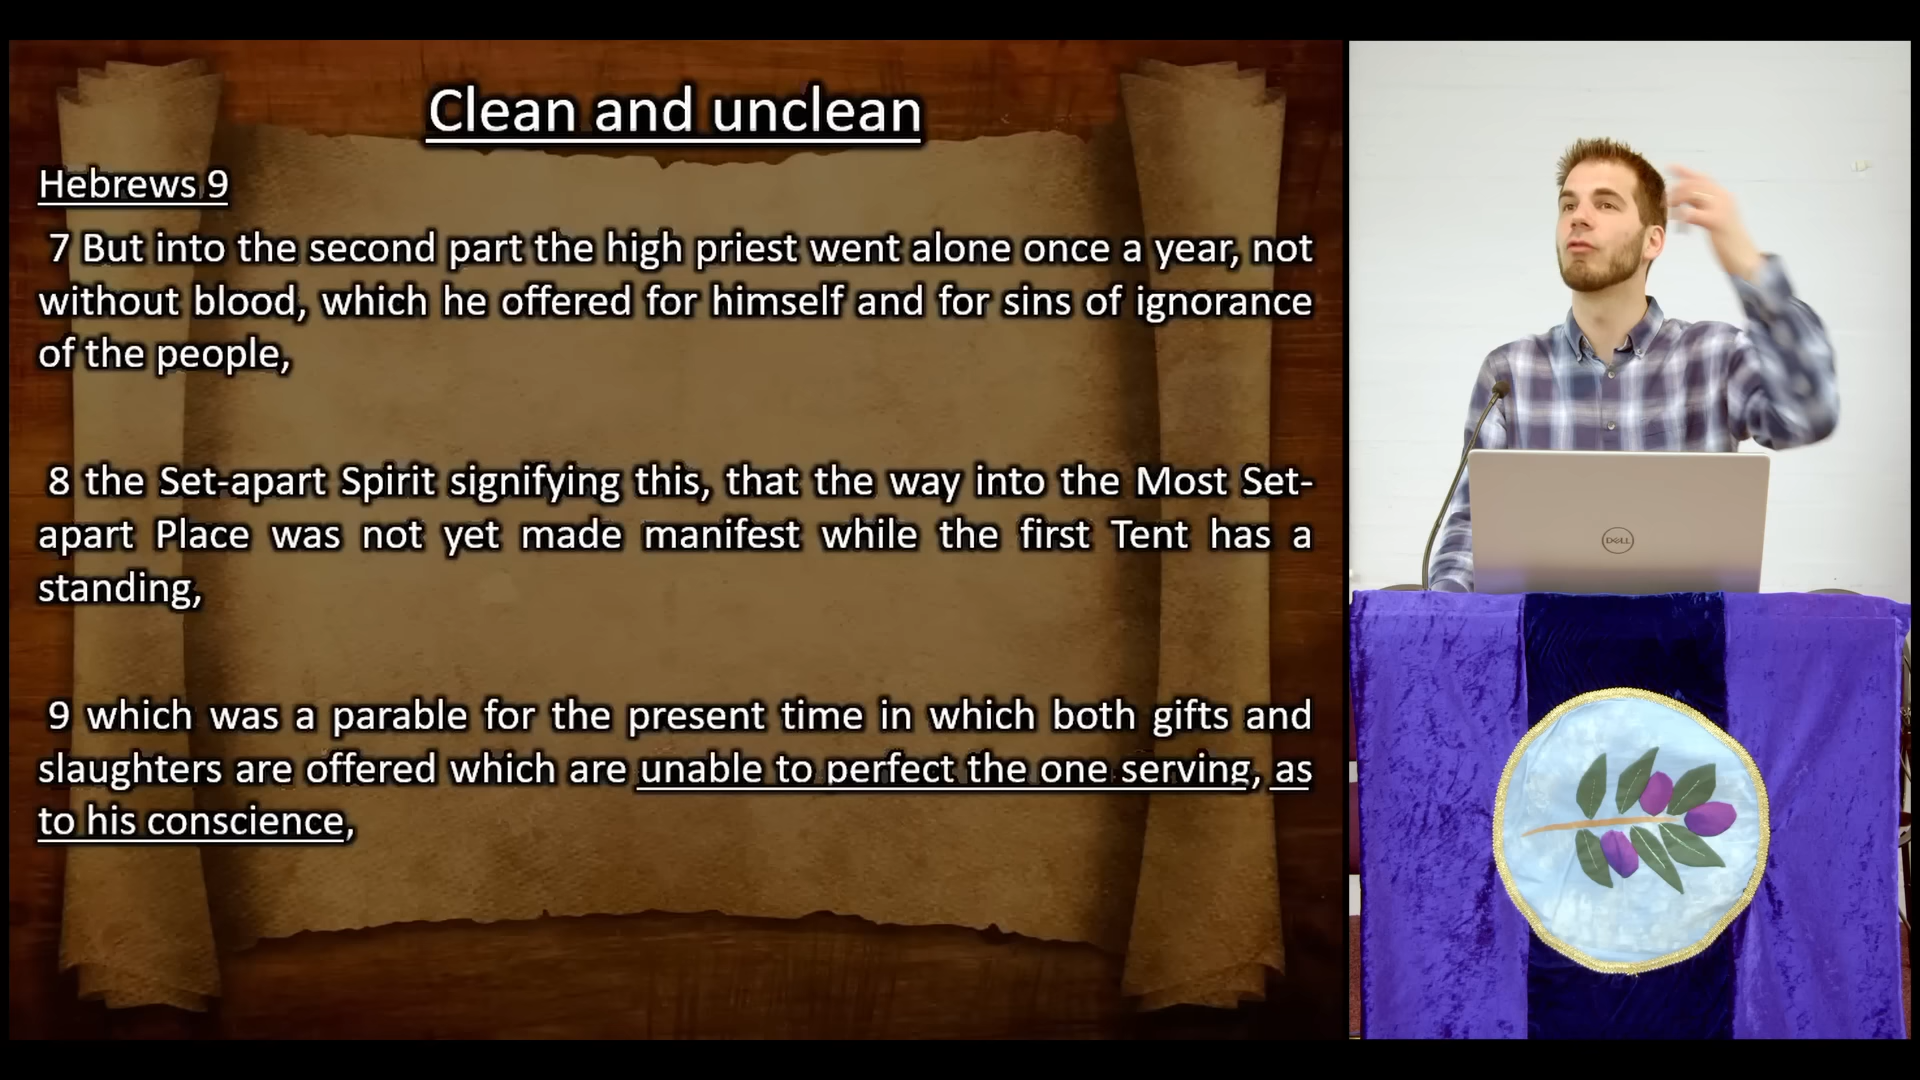 Clean and unclean
Hebrews 9
7 But into the second part the high priest went alone once a year, not
without blood, which he offered for himself and for sins of ignorance
of the people,
8 the Set-apart Spirit signifying this, that the way into the Most Set-
apart Place was not yet made manifest while the first Tent has a
standing,
9 which was a parable for the present time in which both gifts and
slaughters are offered which are unable to perfect the one serving, as
to his conscience,
DELL